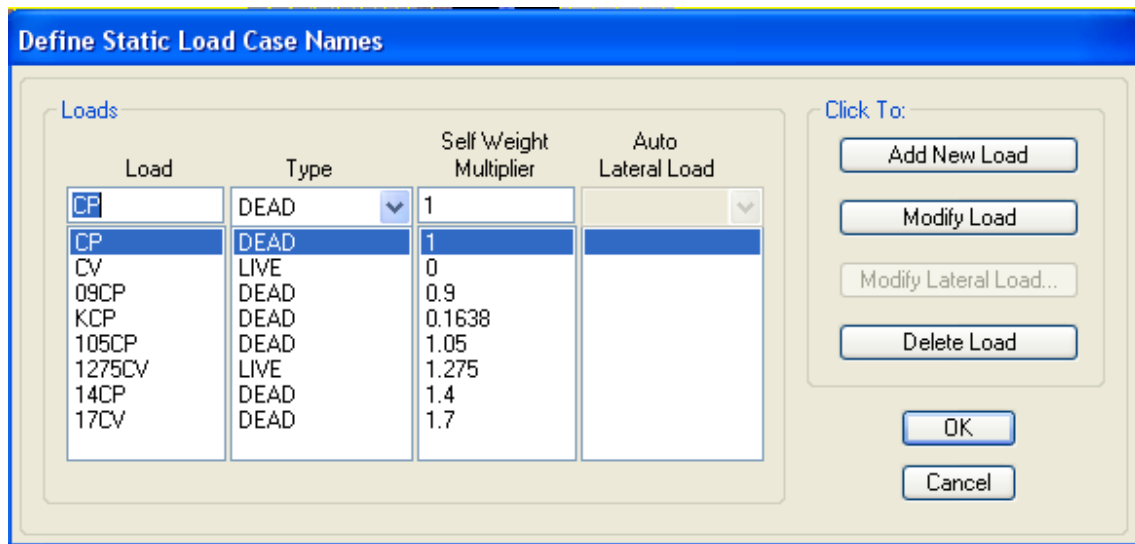 Define Static Load Case Names
Loads
Load Type Self Weight Multiplier Auto Lateral Load
CP DEAD 1
CP DEAD 1
CV LIVE 0
09CP DEAD 0.9
KCP DEAD 0.1638
105CP DEAD 1.05
1275CV LIVE 1.275
14CP DEAD 1.4
17CV DEAD 1.7
Click To:
Add New Load
Modify Load
Modify Lateral Load...
Delete Load
OK
Cancel